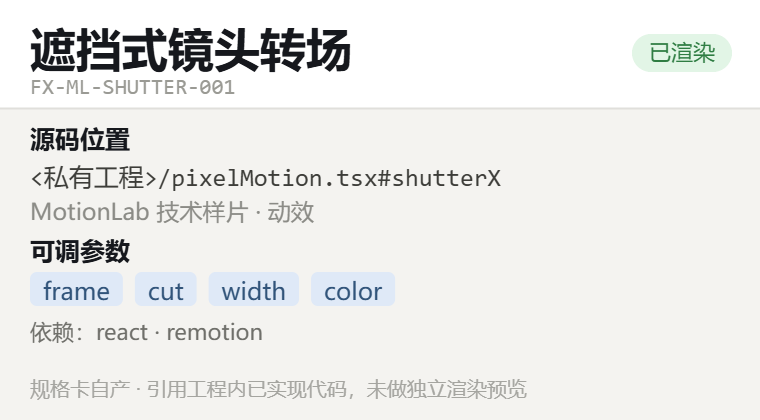 遮挡式镜头转场
已渲染
FX-ML-SHUTTER-001
源码位置
<私有工程>/pixelMotion.tsx#shutterX
MotionLab 技术样片 · 动效
可调参数
frame cut width color
依赖：react · remotion
规格卡自产 · 引用工程内已实现代码，未做独立渲染预览